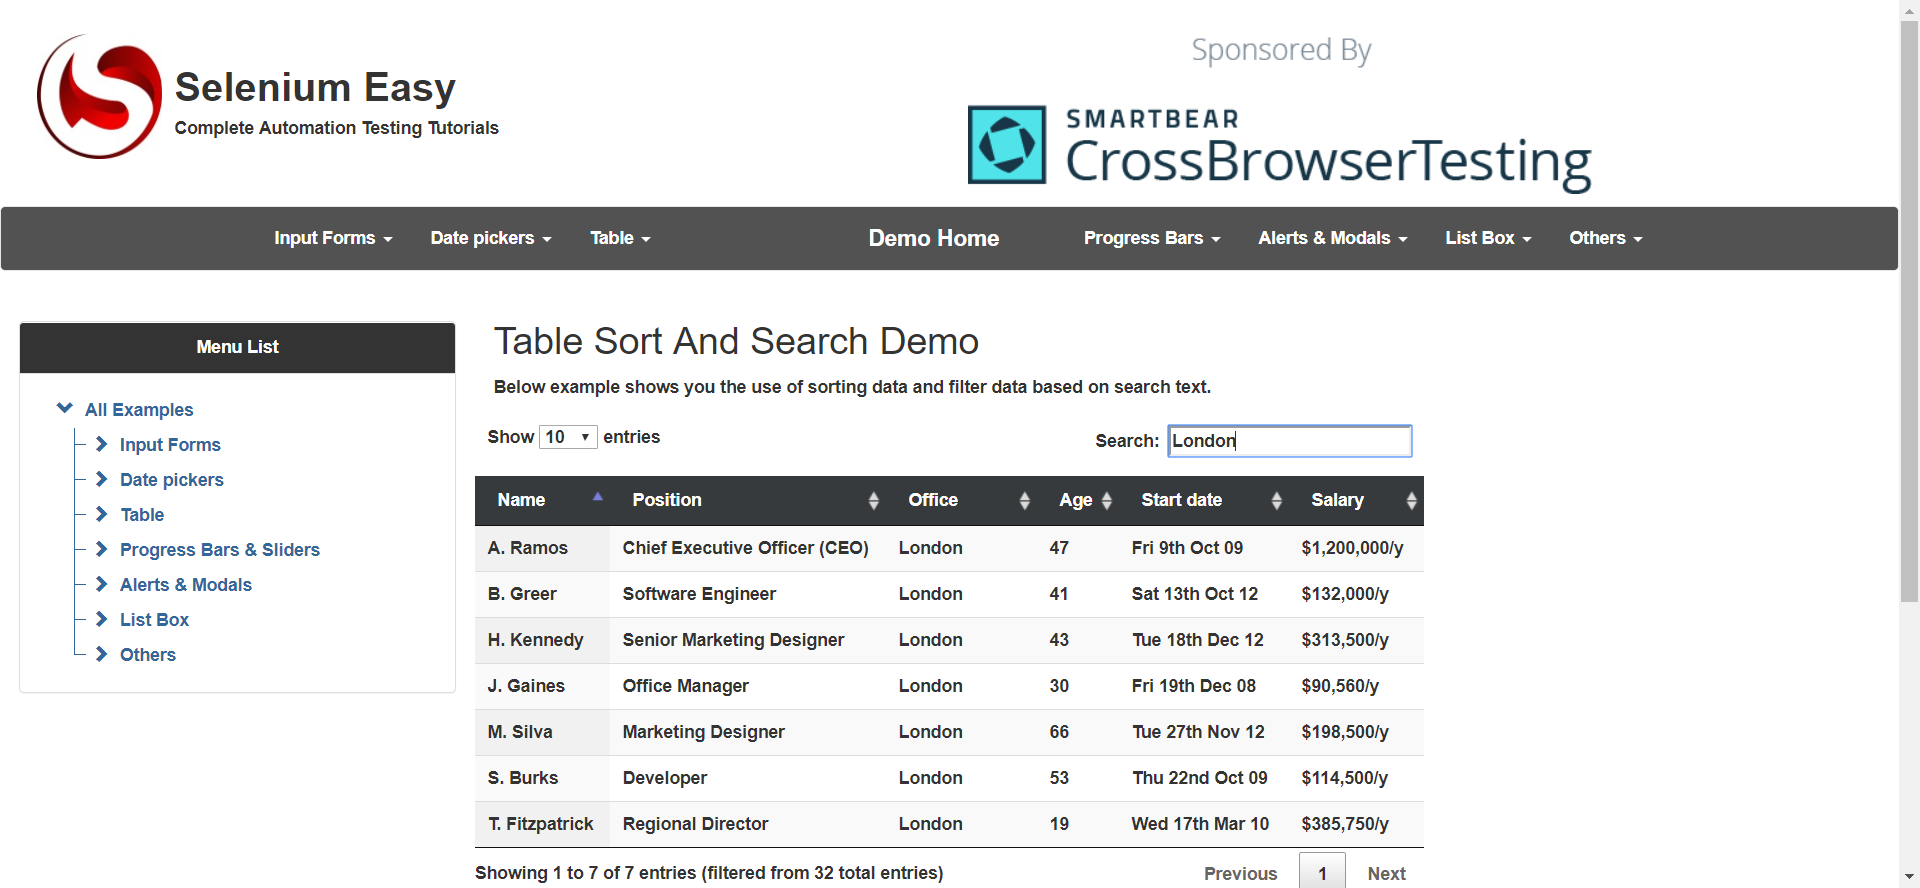 Selenium Easy
Complete Automation Testing Tutorials
Sponsored By
SMARTBEAR
CrossBrowserTesting
Input Forms Date pickers Table Demo Home Progress Bars Alerts & Modals List Box Others
Menu List
All Examples
Input Forms
Date pickers
Table
Progress Bars & Sliders
Alerts & Modals
List Box
Others
Table Sort And Search Demo
Below example shows you the use of sorting data and filter data based on search text.
Show 10 entries Search: London
Name Position Office Age Start date Salary
A. Ramos Chief Executive Officer (CEO) London 47 Fri 9th Oct 09 $1,200,000/y
B. Greer Software Engineer London 41 Sat 13th Oct 12 $132,000/y
H. Kennedy Senior Marketing Designer London 43 Tue 18th Dec 12 $313,500/y
J. Gaines Office Manager London 30 Fri 19th Dec 08 $90,560/y
M. Silva Marketing Designer London 66 Tue 27th Nov 12 $198,500/y
S. Burks Developer London 53 Thu 22nd Oct 09 $114,500/y
T. Fitzpatrick Regional Director London 19 Wed 17th Mar 10 $385,750/y
Showing 1 to 7 of 7 entries (filtered from 32 total entries) Previous 1 Next